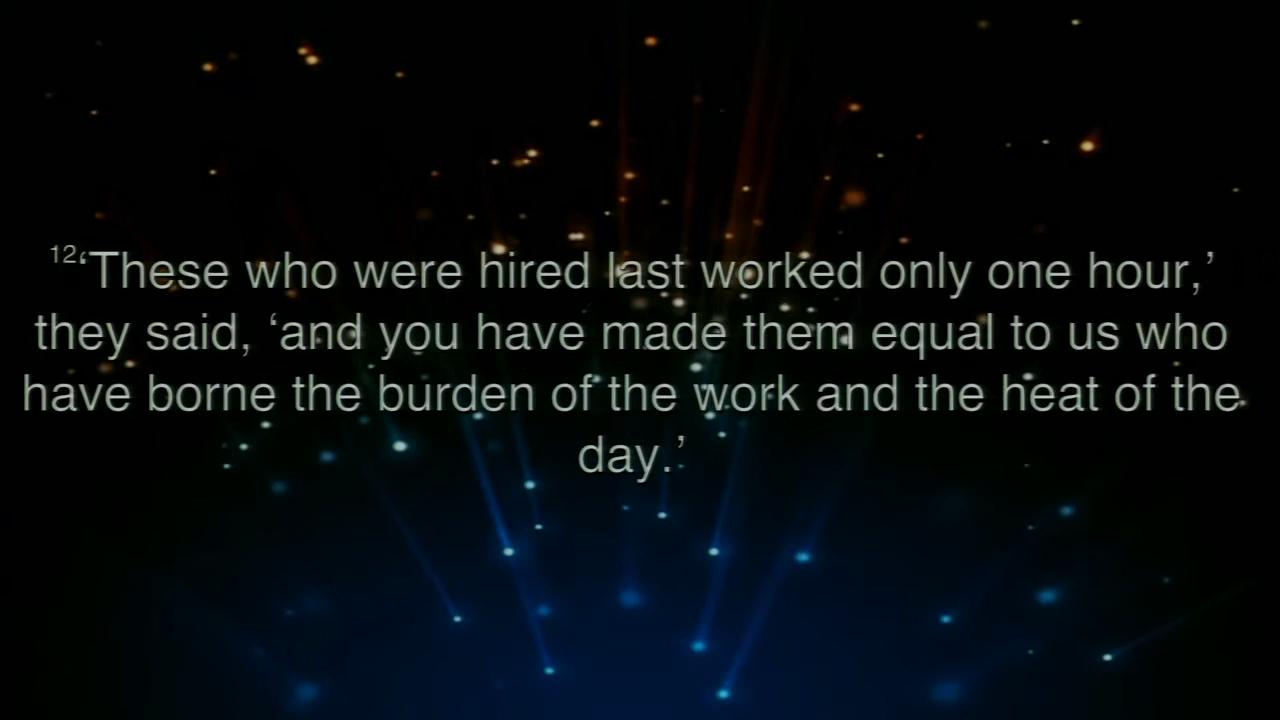 12‘These who were hired last worked only one hour,’
they said, ‘and you have made them equal to us who
have borne the burden of the work and the heat of the
day.’